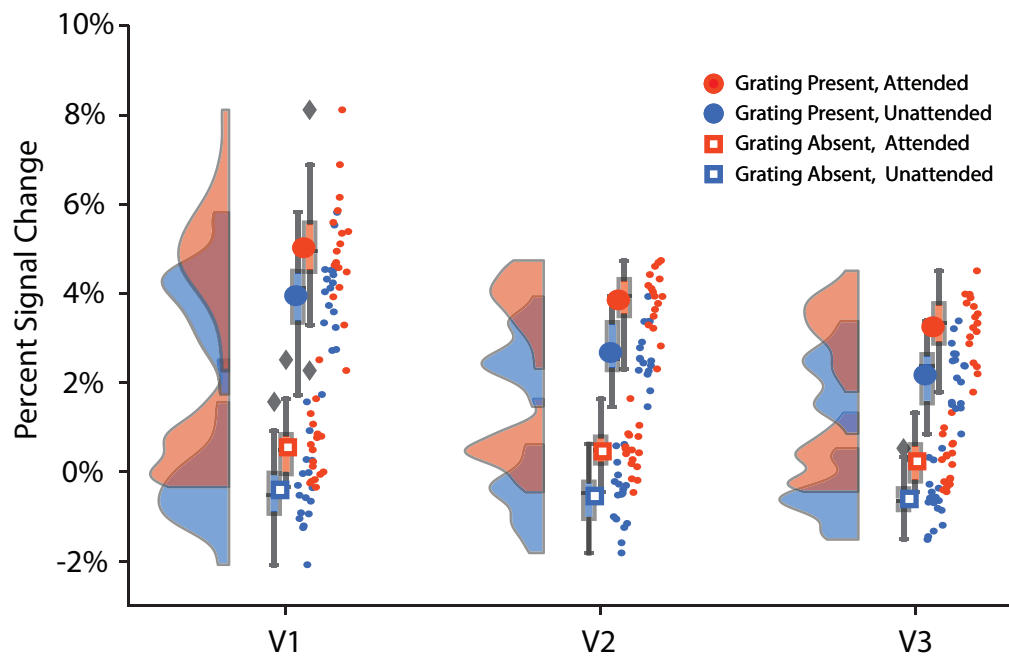 10%
8%
6%
4%
2%
0%
-2%
Percent Signal Change
Grating Present, Attended
Grating Present, Unattended
Grating Absent, Attended
Grating Absent, Unattended
V1
V2
V3